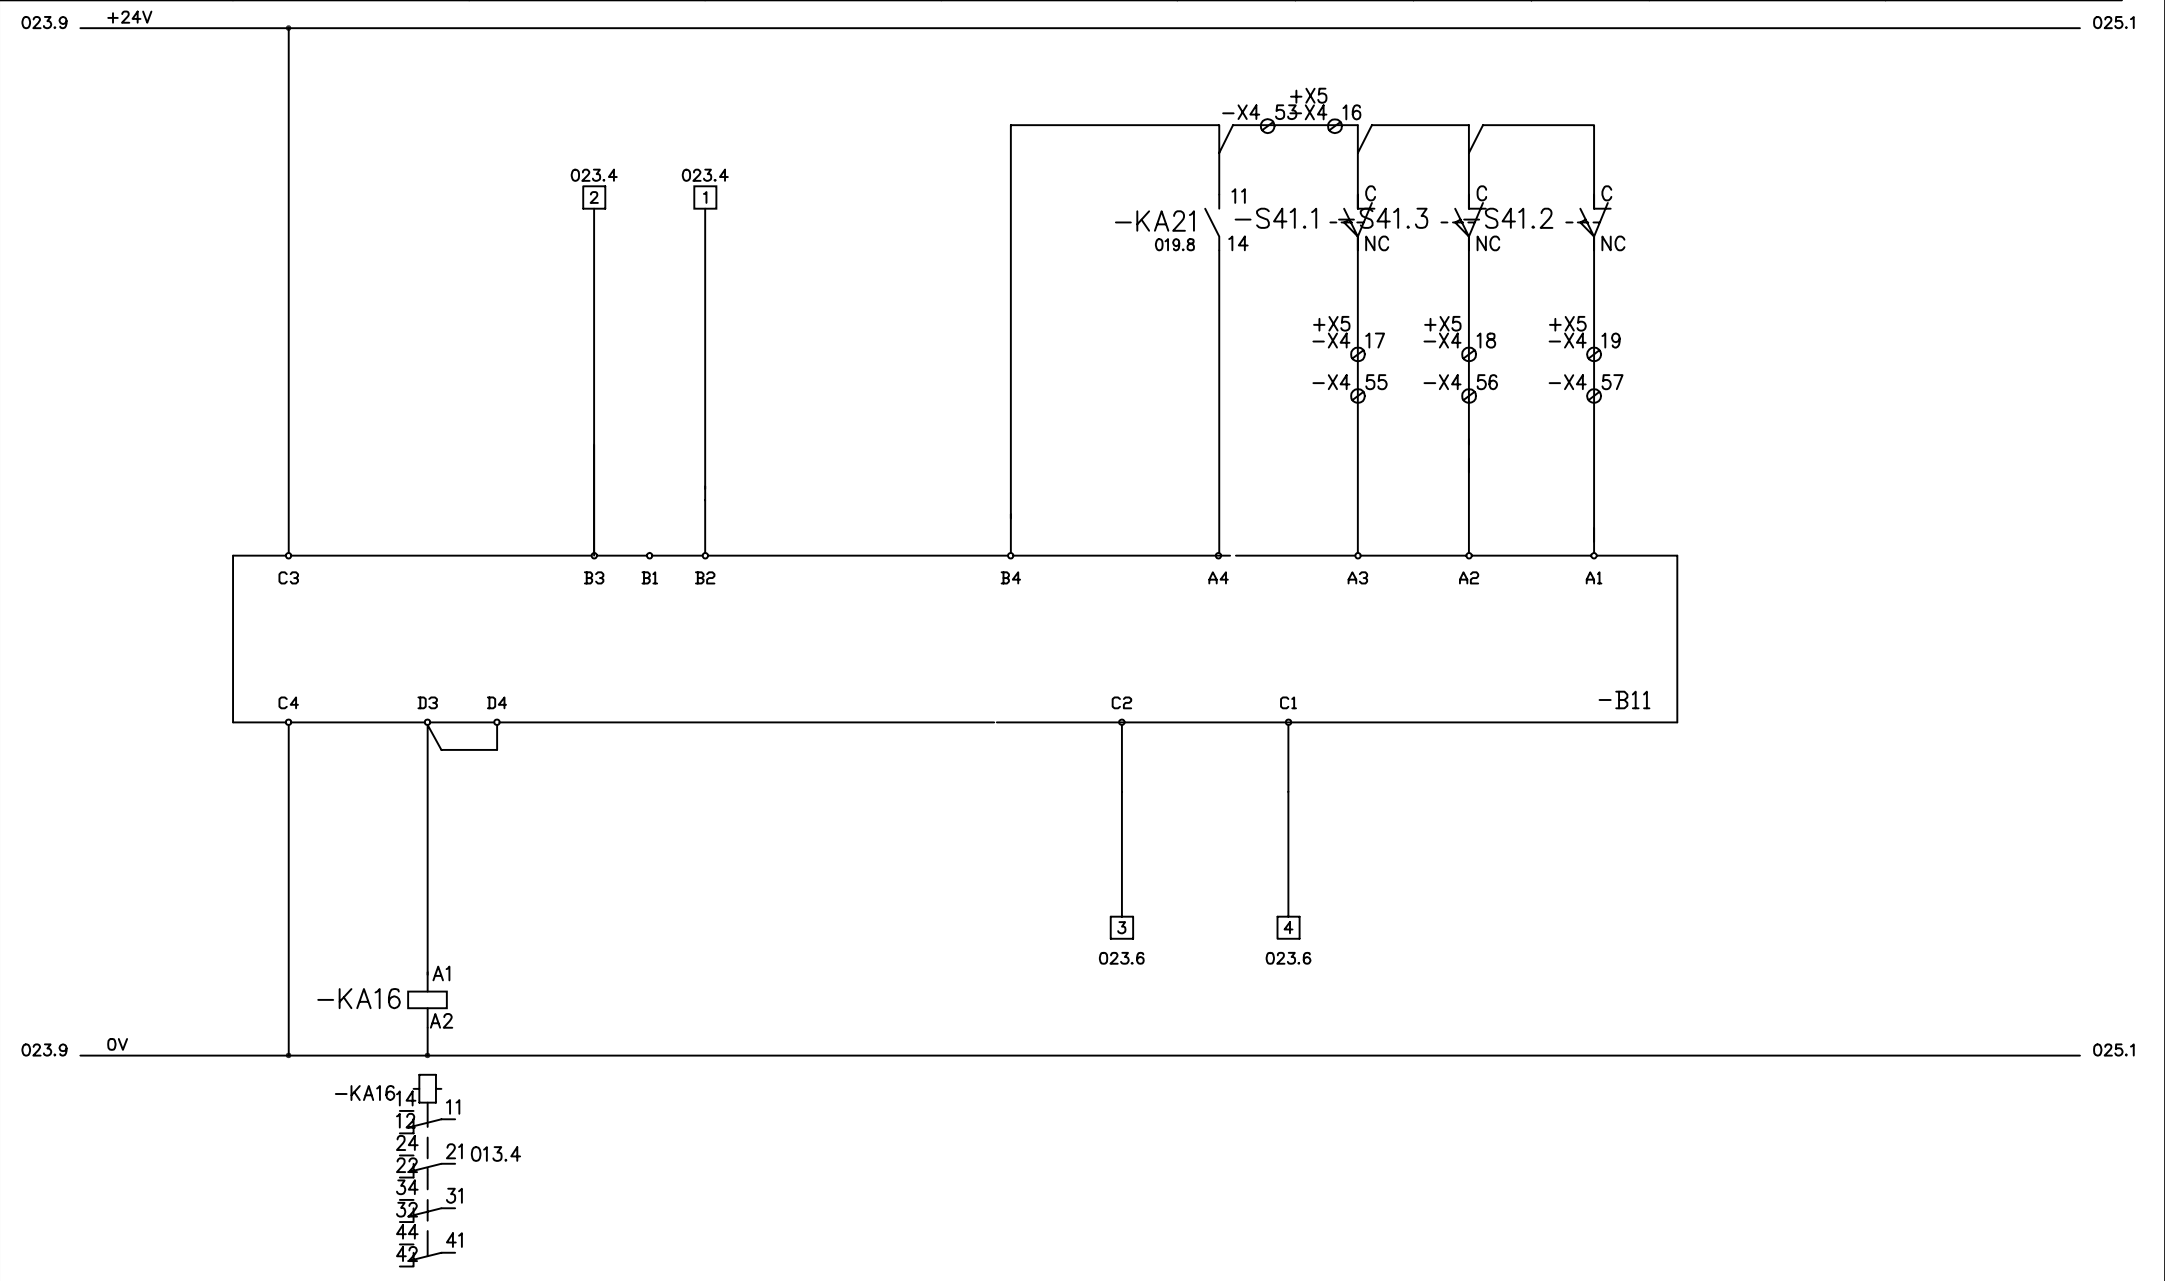 023.9 +24V 025.1
+X5
-X4 53 -X4 16
023.4 023.4
2 1
11 C C C
-KA21 -S41.1 -S41.3 -S41.2
019.8 14 NC NC NC
+X5 +X5 +X5
-X4 17 -X4 18 -X4 19
-X4 55 -X4 56 -X4 57
C3 B3 B1 B2 B4 A4 A3 A2 A1
C4 D3 D4 C2 C1 -B11
3 4
023.6 023.6
A1
-KA16
A2
023.9 0V 025.1
-KA16
14
11
12
24
21 013.4
22
34
31
32
44
41
42